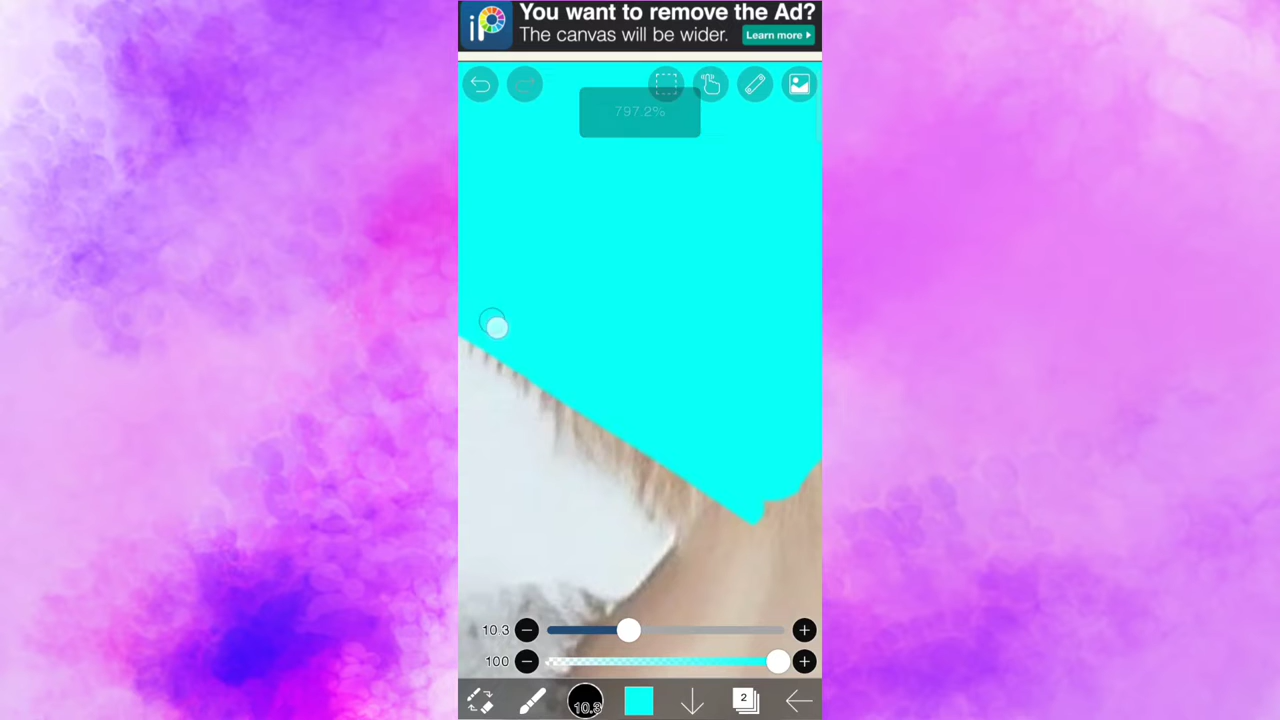 iP
You want to remove the Ad?
The canvas will be wider.
Learn more
797.2%
10.3
100
10.3
2